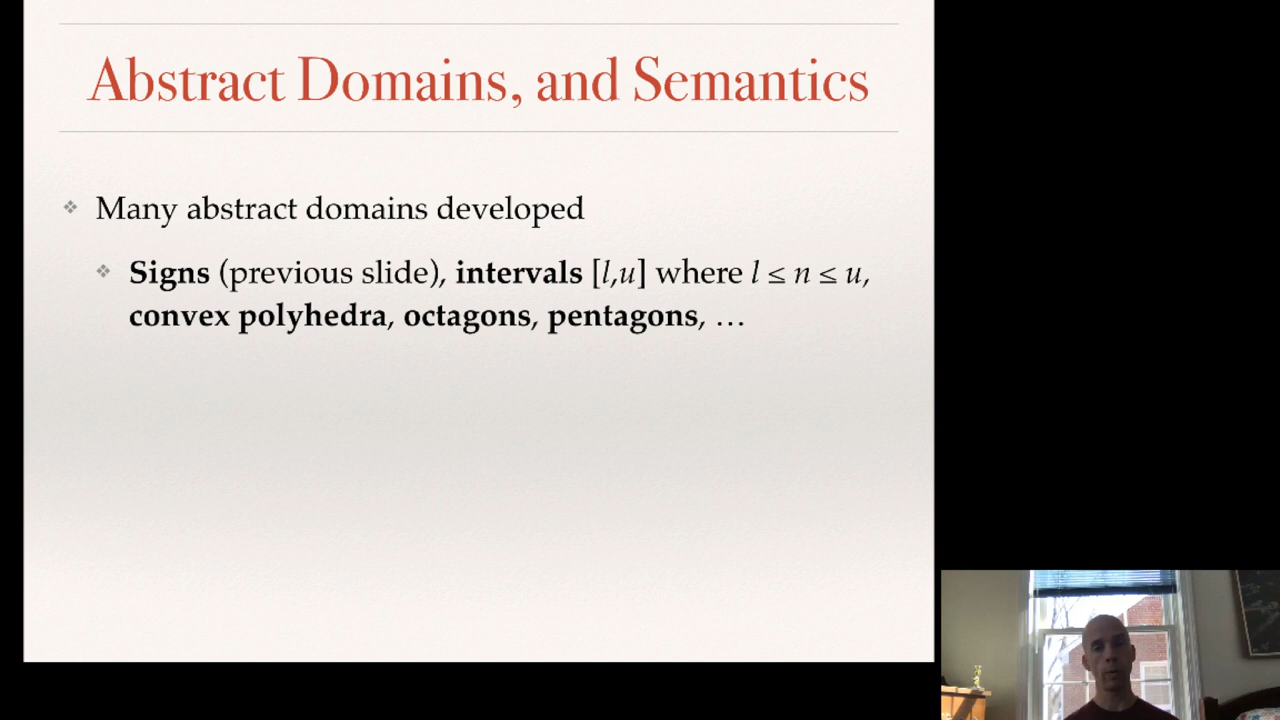 Abstract Domains, and Semantics
Many abstract domains developed
Signs (previous slide), intervals [l,u] where l ≤ n ≤ u,
convex polyhedra, octagons, pentagons, …